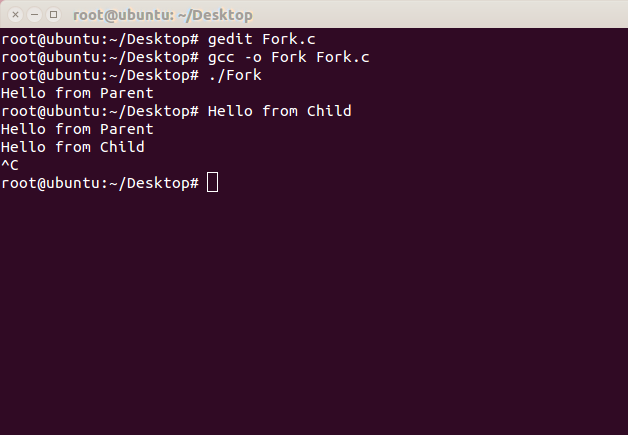 root@ubuntu: ~/Desktop
root@ubuntu:~/Desktop# gedit Fork.c
root@ubuntu:~/Desktop# gcc -o Fork Fork.c
root@ubuntu:~/Desktop# ./Fork
Hello from Parent
root@ubuntu:~/Desktop# Hello from Child
Hello from Parent
Hello from Child
^C
root@ubuntu:~/Desktop#